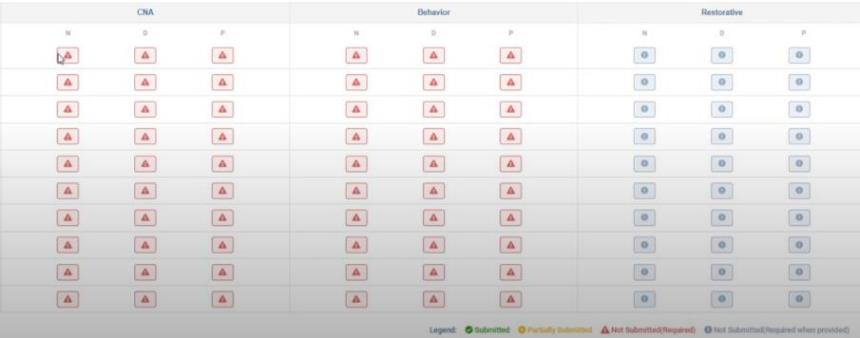 CNA Behavior Restorative
N D P N D P N D P
Legend: Submitted Partially Submitted Not Submitted(Required) Not Submitted(Required when provided)